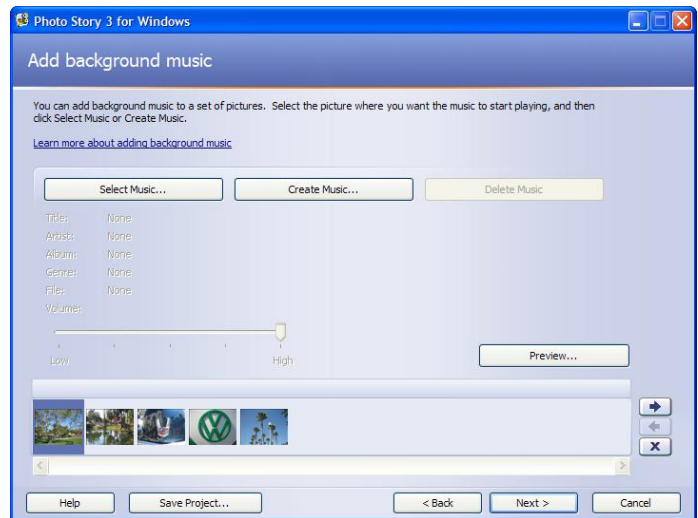 Photo Story 3 for Windows
Add background music
You can add background music to a set of pictures. Select the picture where you want the music to start playing, and then
click Select Music or Create Music.
Learn more about adding background music
Select Music... Create Music... Delete Music
Title: None
Artist: None
Album: None
Genre: None
File: None
Volume:
Low High
Preview...
Help Save Project... < Back Next > Cancel